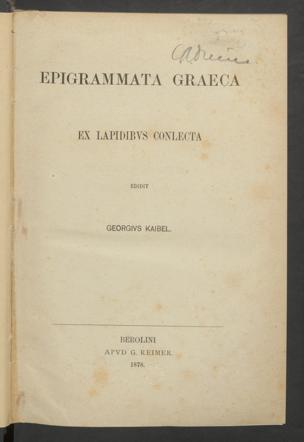 EPIGRAMMATA GRAECA
EX LAPIDIBVS CONLECTA
EDIDIT
GEORGIVS KAIBEL.
BEROLINI
APVD G. REIMER.
1878.